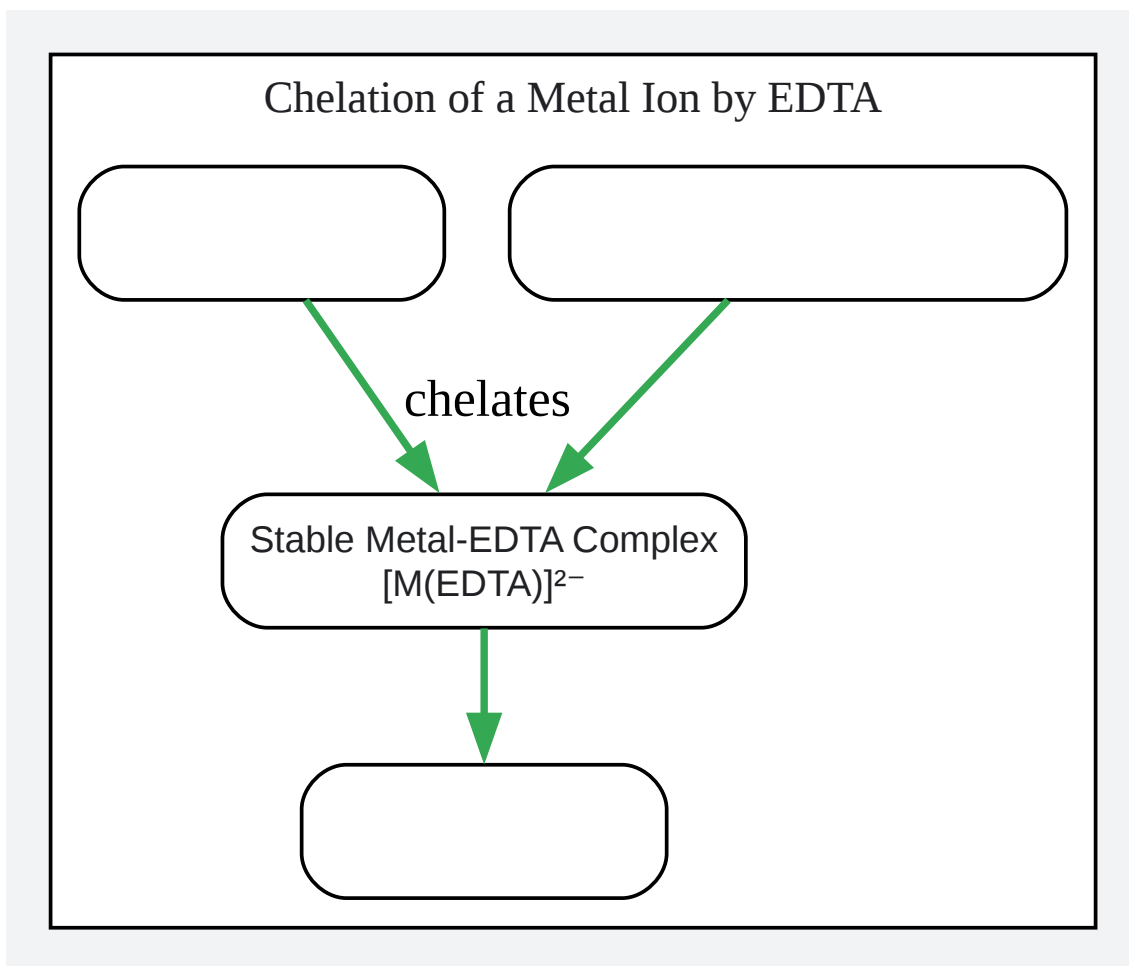 Chelation of a Metal Ion by EDTA
chelates
Stable Metal-EDTA Complex
[M(EDTA)]²⁻